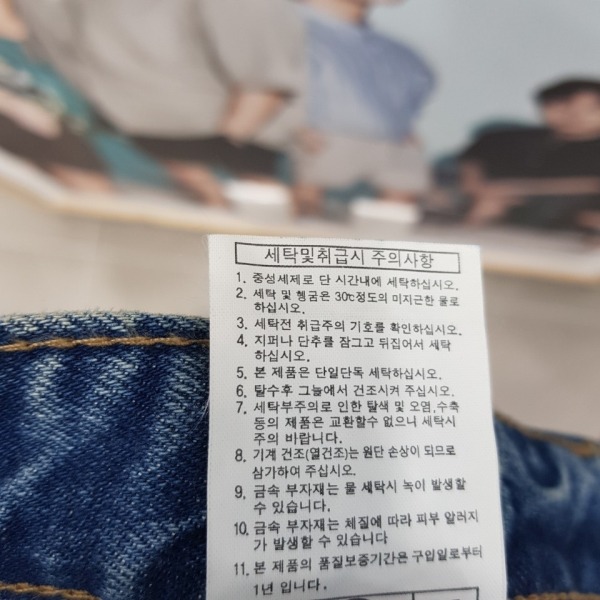 세탁및취급시 주의사항
1. 중성세제로 단 시간내에 세탁하십시오.
2. 세탁 및 헹굼은 30℃정도의 미지근한 물로
하십시오.
3. 세탁전 취급주의 기호를 확인하십시오.
4. 지퍼나 단추를 잠그고 뒤집어서 세탁
하십시오.
5. 본 제품은 단일단독 세탁하십시오.
6. 탈수후 그늘에서 건조시켜 주십시오.
7. 세탁부주의로 인한 탈색 및 오염,수축
등의 제품은 교환할수 없으니 세탁시
주의 바랍니다.
8. 기계 건조(열건조)는 원단 손상이 되므로
삼가하여 주십시오.
9. 금속 부자재는 물 세탁시 녹이 발생할
수 있습니다.
10. 금속 부자재는 체질에 따라 피부 알러지
가 발생할 수 있습니다
11. 본 제품의 품질보증기간은 구입일로부터
1년 입니다.